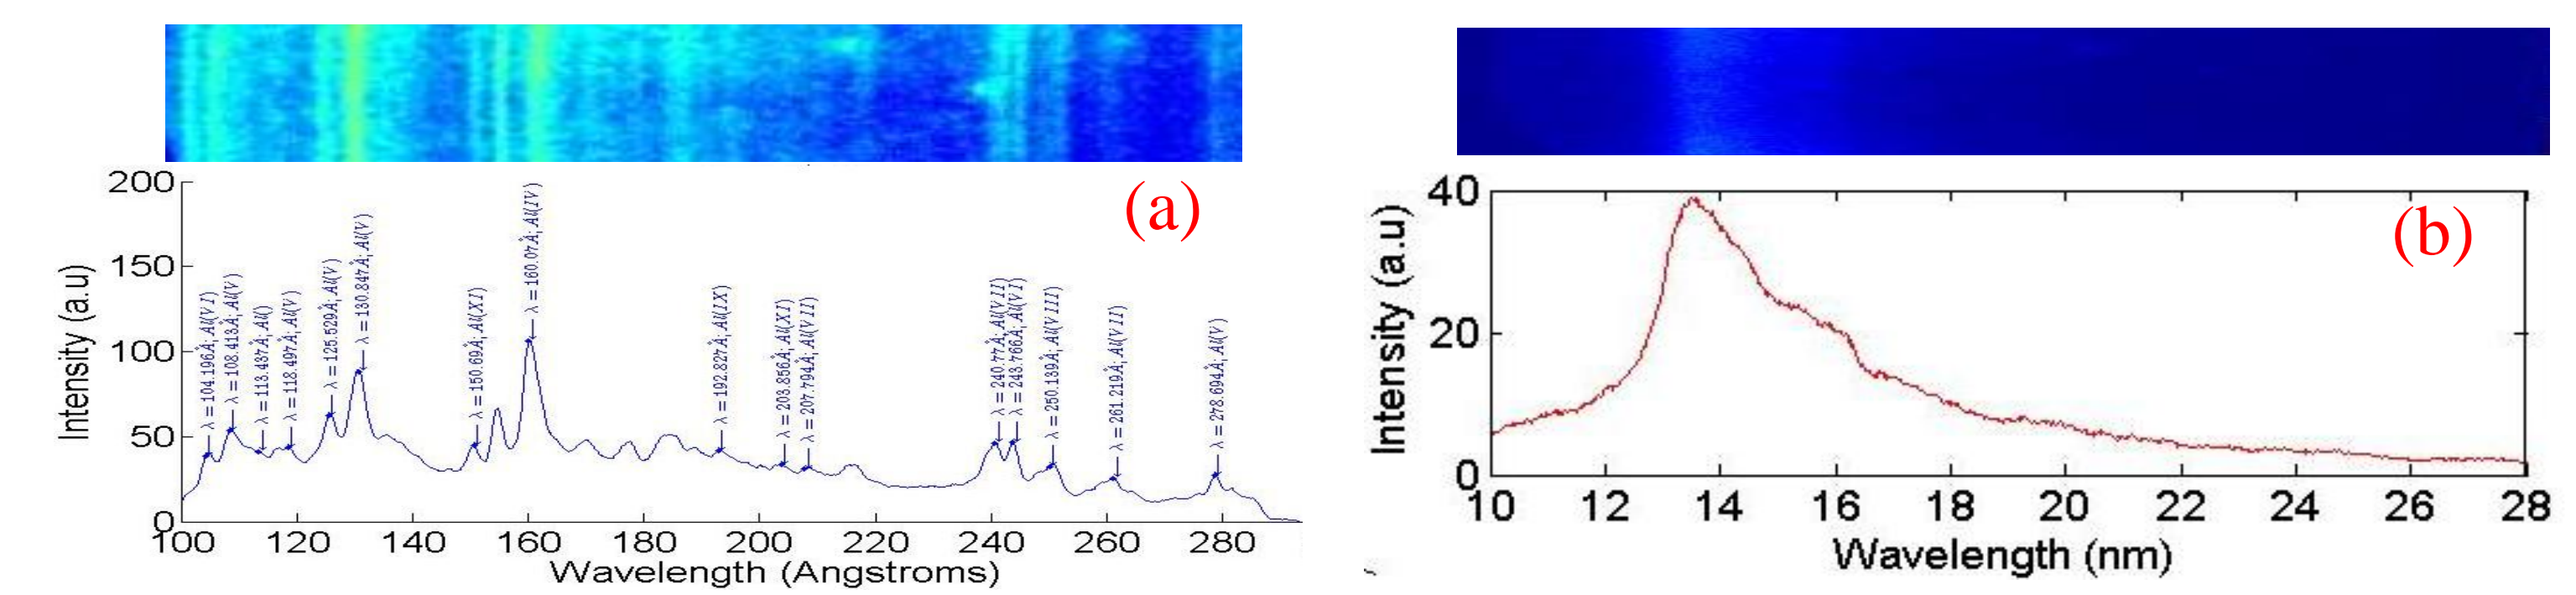 (a)
200
150
100
50
0
Intensity (a.u)
λ = 104.196Å; Al(VI)
λ = 108.413Å; Al(V)
λ = 113.437Å; Al()
λ = 118.497Å; Al(V)
λ = 125.529Å; Al(V)
λ = 130.847Å; Al(V)
λ = 150.69Å; Al(XI)
λ = 160.07Å; Al(IV)
λ = 192.827Å; Al(IX)
λ = 203.856Å; Al(XI)
λ = 207.794Å; Al(VII)
λ = 240.77Å; Al(VII)
λ = 243.766Å; Al(VI)
λ = 250.139Å; Al(VIII)
λ = 261.219Å; Al(VII)
λ = 278.694Å; Al(V)
100 120 140 160 180 200 220 240 260 280
Wavelength (Angstroms)
(b)
40
20
0
Intensity (a.u)
10 12 14 16 18 20 22 24 26 28
Wavelength (nm)